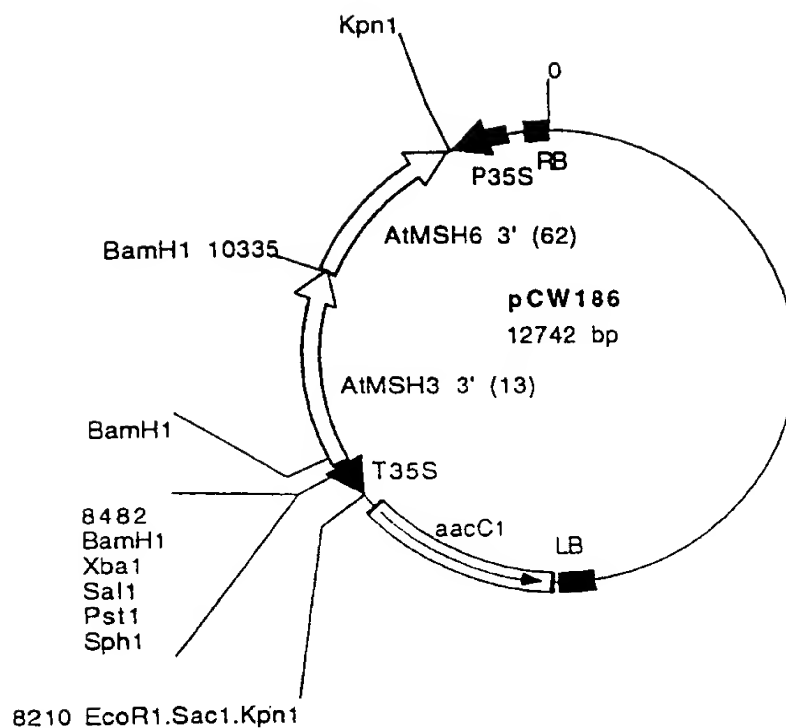 Kpn1
0
RB
P35S
AtMSH6 3' (62)
BamH1 10335
pCW186
12742 bp
AtMSH3 3' (13)
BamH1
T35S
8482
BamH1
Xba1
Sal1
Pst1
Sph1
aacC1
LB
8210 EcoR1.Sac1.Kpn1